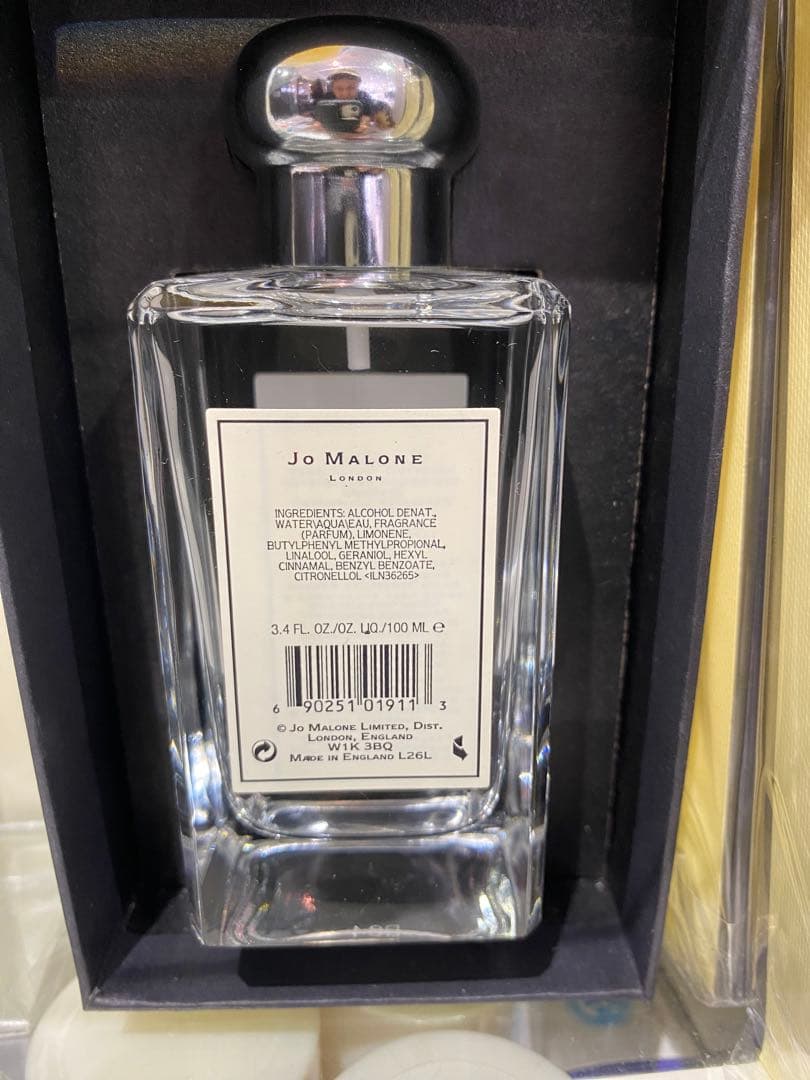 JO MALONE
LONDON
INGREDIENTS: ALCOHOL DENAT.,
WATER\AQUA\EAU, FRAGRANCE
(PARFUM), LIMONENE,
BUTYLPHENYL METHYLPROPIONAL,
LINALOOL, GERANIOL, HEXYL
CINNAMAL, BENZYL BENZOATE,
CITRONELLOL <ILN36265>
3.4 FL. OZ./OZ. LIQ./100 ML ℮
6 90251 01911 3
© JO MALONE LIMITED, DIST.
LONDON, ENGLAND
W1K 3BQ
MADE IN ENGLAND L26L